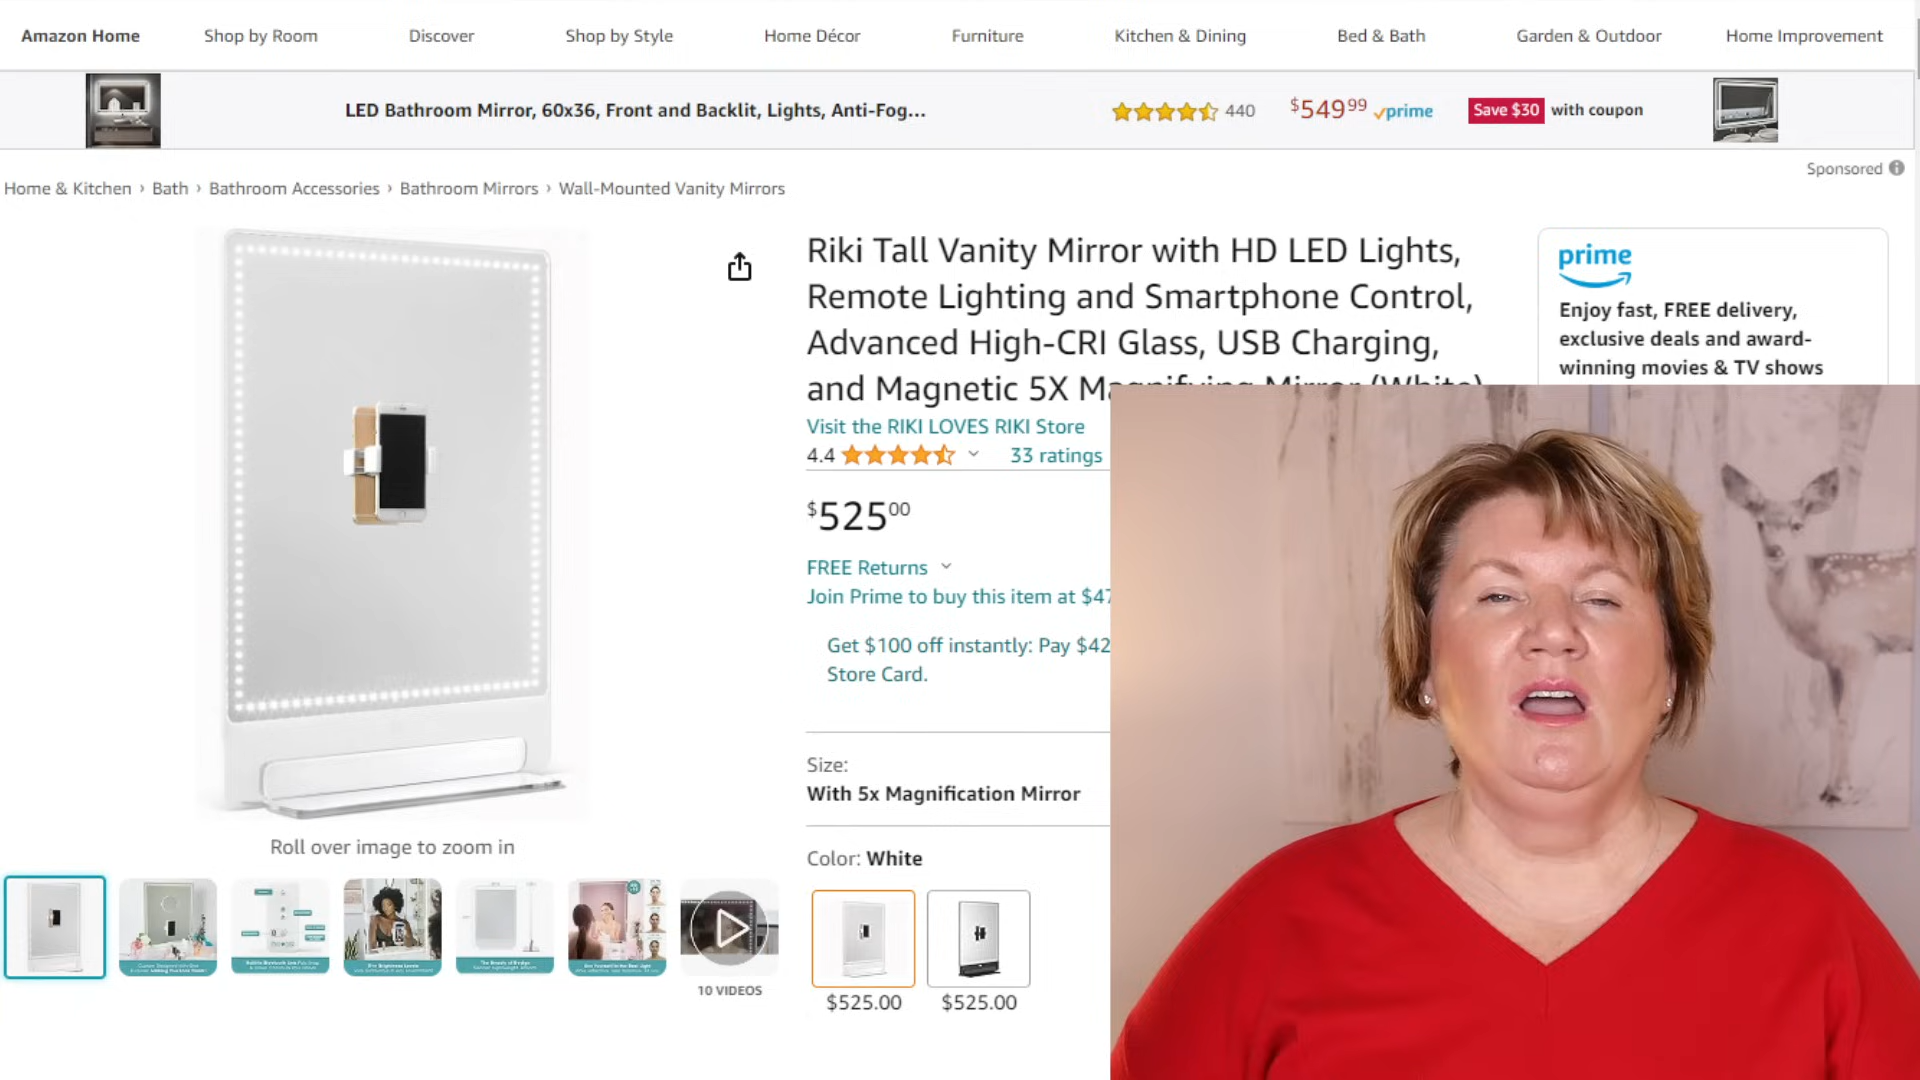 Amazon Home Shop by Room Discover Shop by Style Home Décor Furniture Kitchen & Dining Bed & Bath Garden & Outdoor Home Improvement
LED Bathroom Mirror, 60x36, Front and Backlit, Lights, Anti-Fog... 440 $549 99 prime Save $30 with coupon
Sponsored
Home & Kitchen › Bath › Bathroom Accessories › Bathroom Mirrors › Wall-Mounted Vanity Mirrors
Riki Tall Vanity Mirror with HD LED Lights,
Remote Lighting and Smartphone Control,
Advanced High-CRI Glass, USB Charging,
and Magnetic 5X Magnifying Mirror (White)
Visit the RIKI LOVES RIKI Store
4.4 33 ratings
$525 00
FREE Returns
Join Prime to buy this item at $47
Get $100 off instantly: Pay $42
Store Card.
Size:
With 5x Magnification Mirror
Color: White
$525.00 $525.00
prime
Enjoy fast, FREE delivery,
exclusive deals and award-
winning movies & TV shows
Roll over image to zoom in
10 VIDEOS